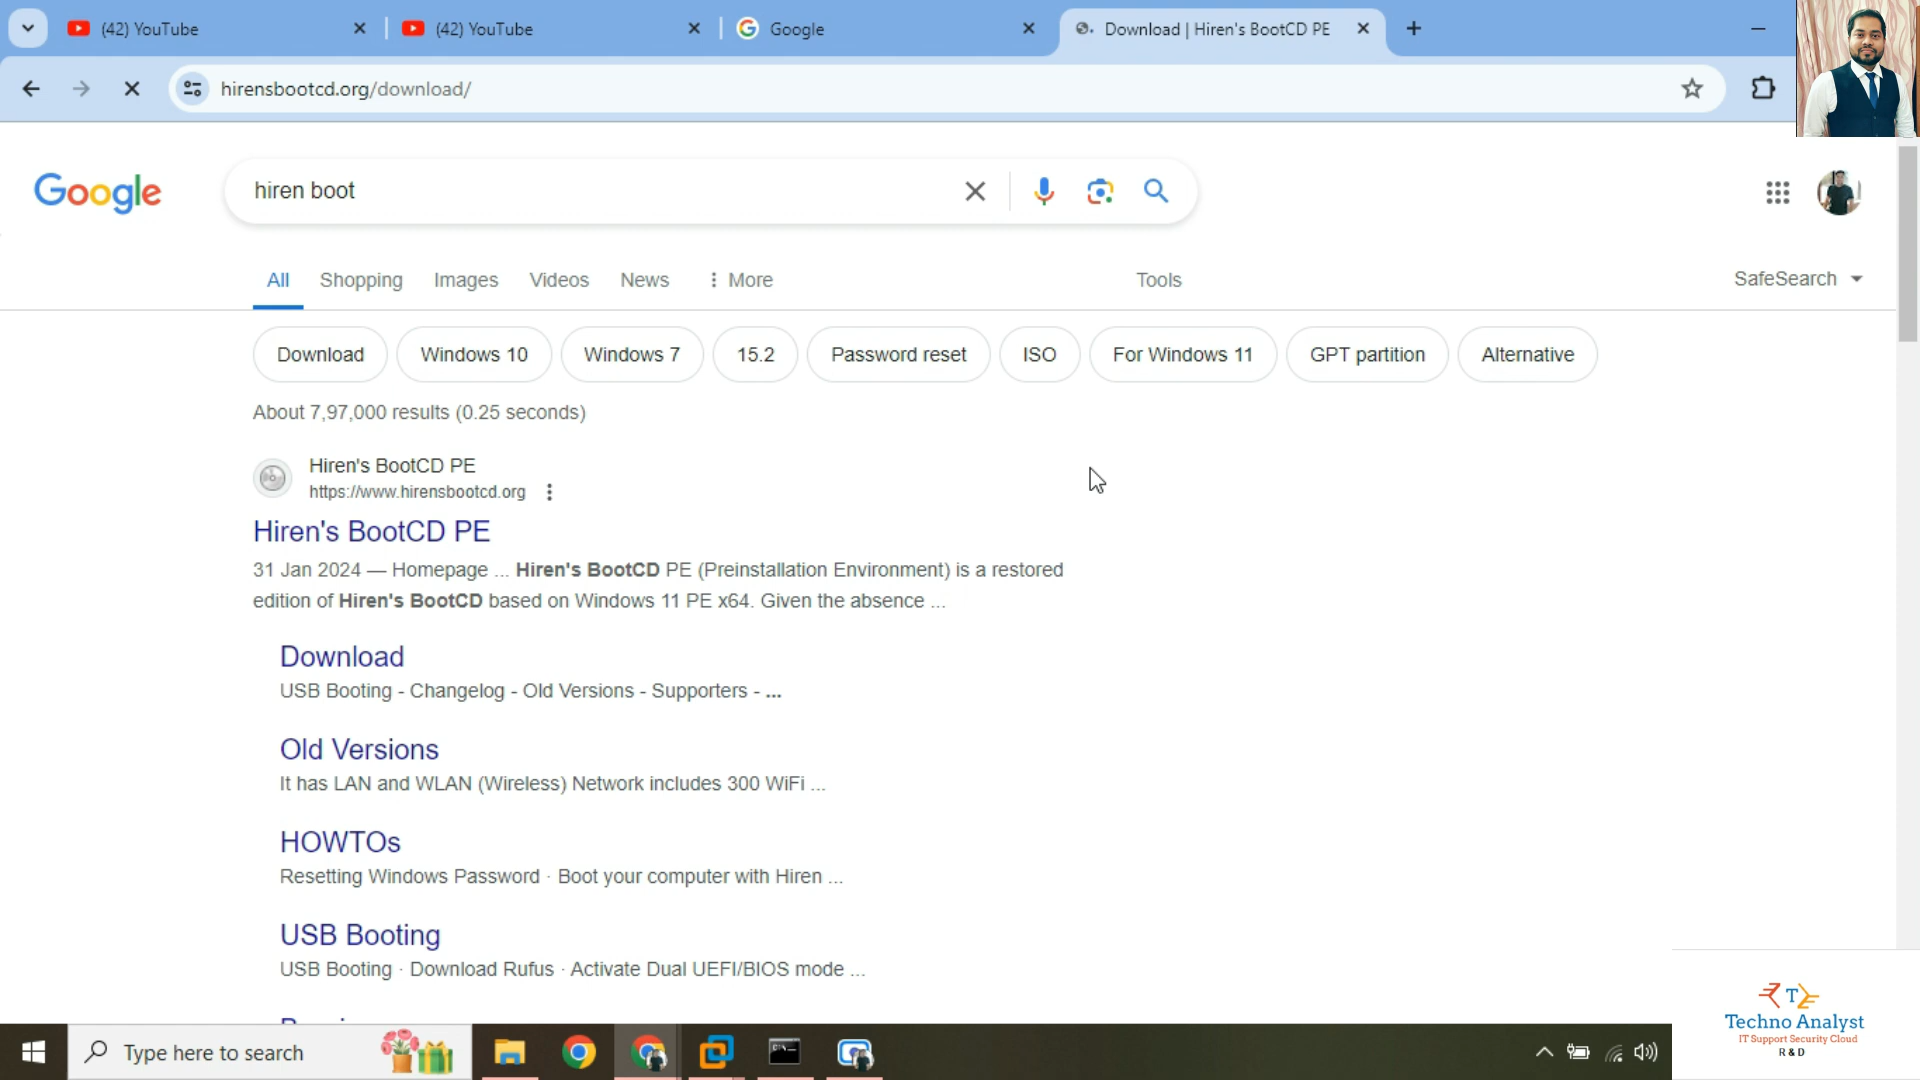 (42) YouTube
(42) YouTube
Google
Download | Hiren's BootCD PE
hirensbootcd.org/download/
Google
hiren boot
All
Shopping
Images
Videos
News
More
Tools
SafeSearch
Download
Windows 10
Windows 7
15.2
Password reset
ISO
For Windows 11
GPT partition
Alternative
About 7,97,000 results (0.25 seconds)
Hiren's BootCD PE
https://www.hirensbootcd.org
Hiren's BootCD PE
31 Jan 2024 — Homepage ... Hiren's BootCD PE (Preinstallation Environment) is a restored
edition of Hiren's BootCD based on Windows 11 PE x64. Given the absence ...
Download
USB Booting - Changelog - Old Versions - Supporters - ...
Old Versions
It has LAN and WLAN (Wireless) Network includes 300 WiFi ...
HOWTOs
Resetting Windows Password · Boot your computer with Hiren ...
USB Booting
USB Booting · Download Rufus · Activate Dual UEFI/BIOS mode ...
Type here to search
T
Techno Analyst
IT Support Security Cloud
R & D